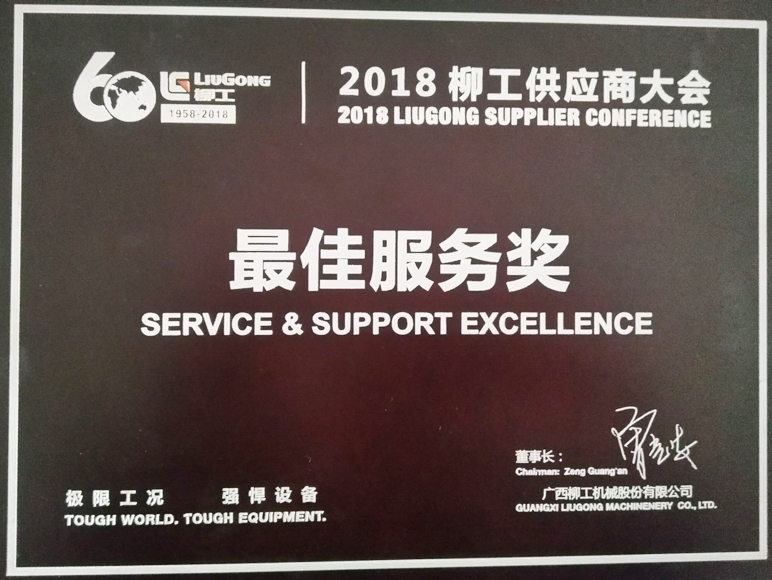 60
LIUGONG
柳工
1958-2018
2018 柳工供应商大会
2018 LIUGONG SUPPLIER CONFERENCE
最佳服务奖
SERVICE & SUPPORT EXCELLENCE
董事长：
Chairman: Zeng Guang'an
广西柳工机械股份有限公司
GUANGXI LIUGONG MACHINENERY CO., LTD.
极限工况 强悍设备
TOUGH WORLD. TOUGH EQUIPMENT.